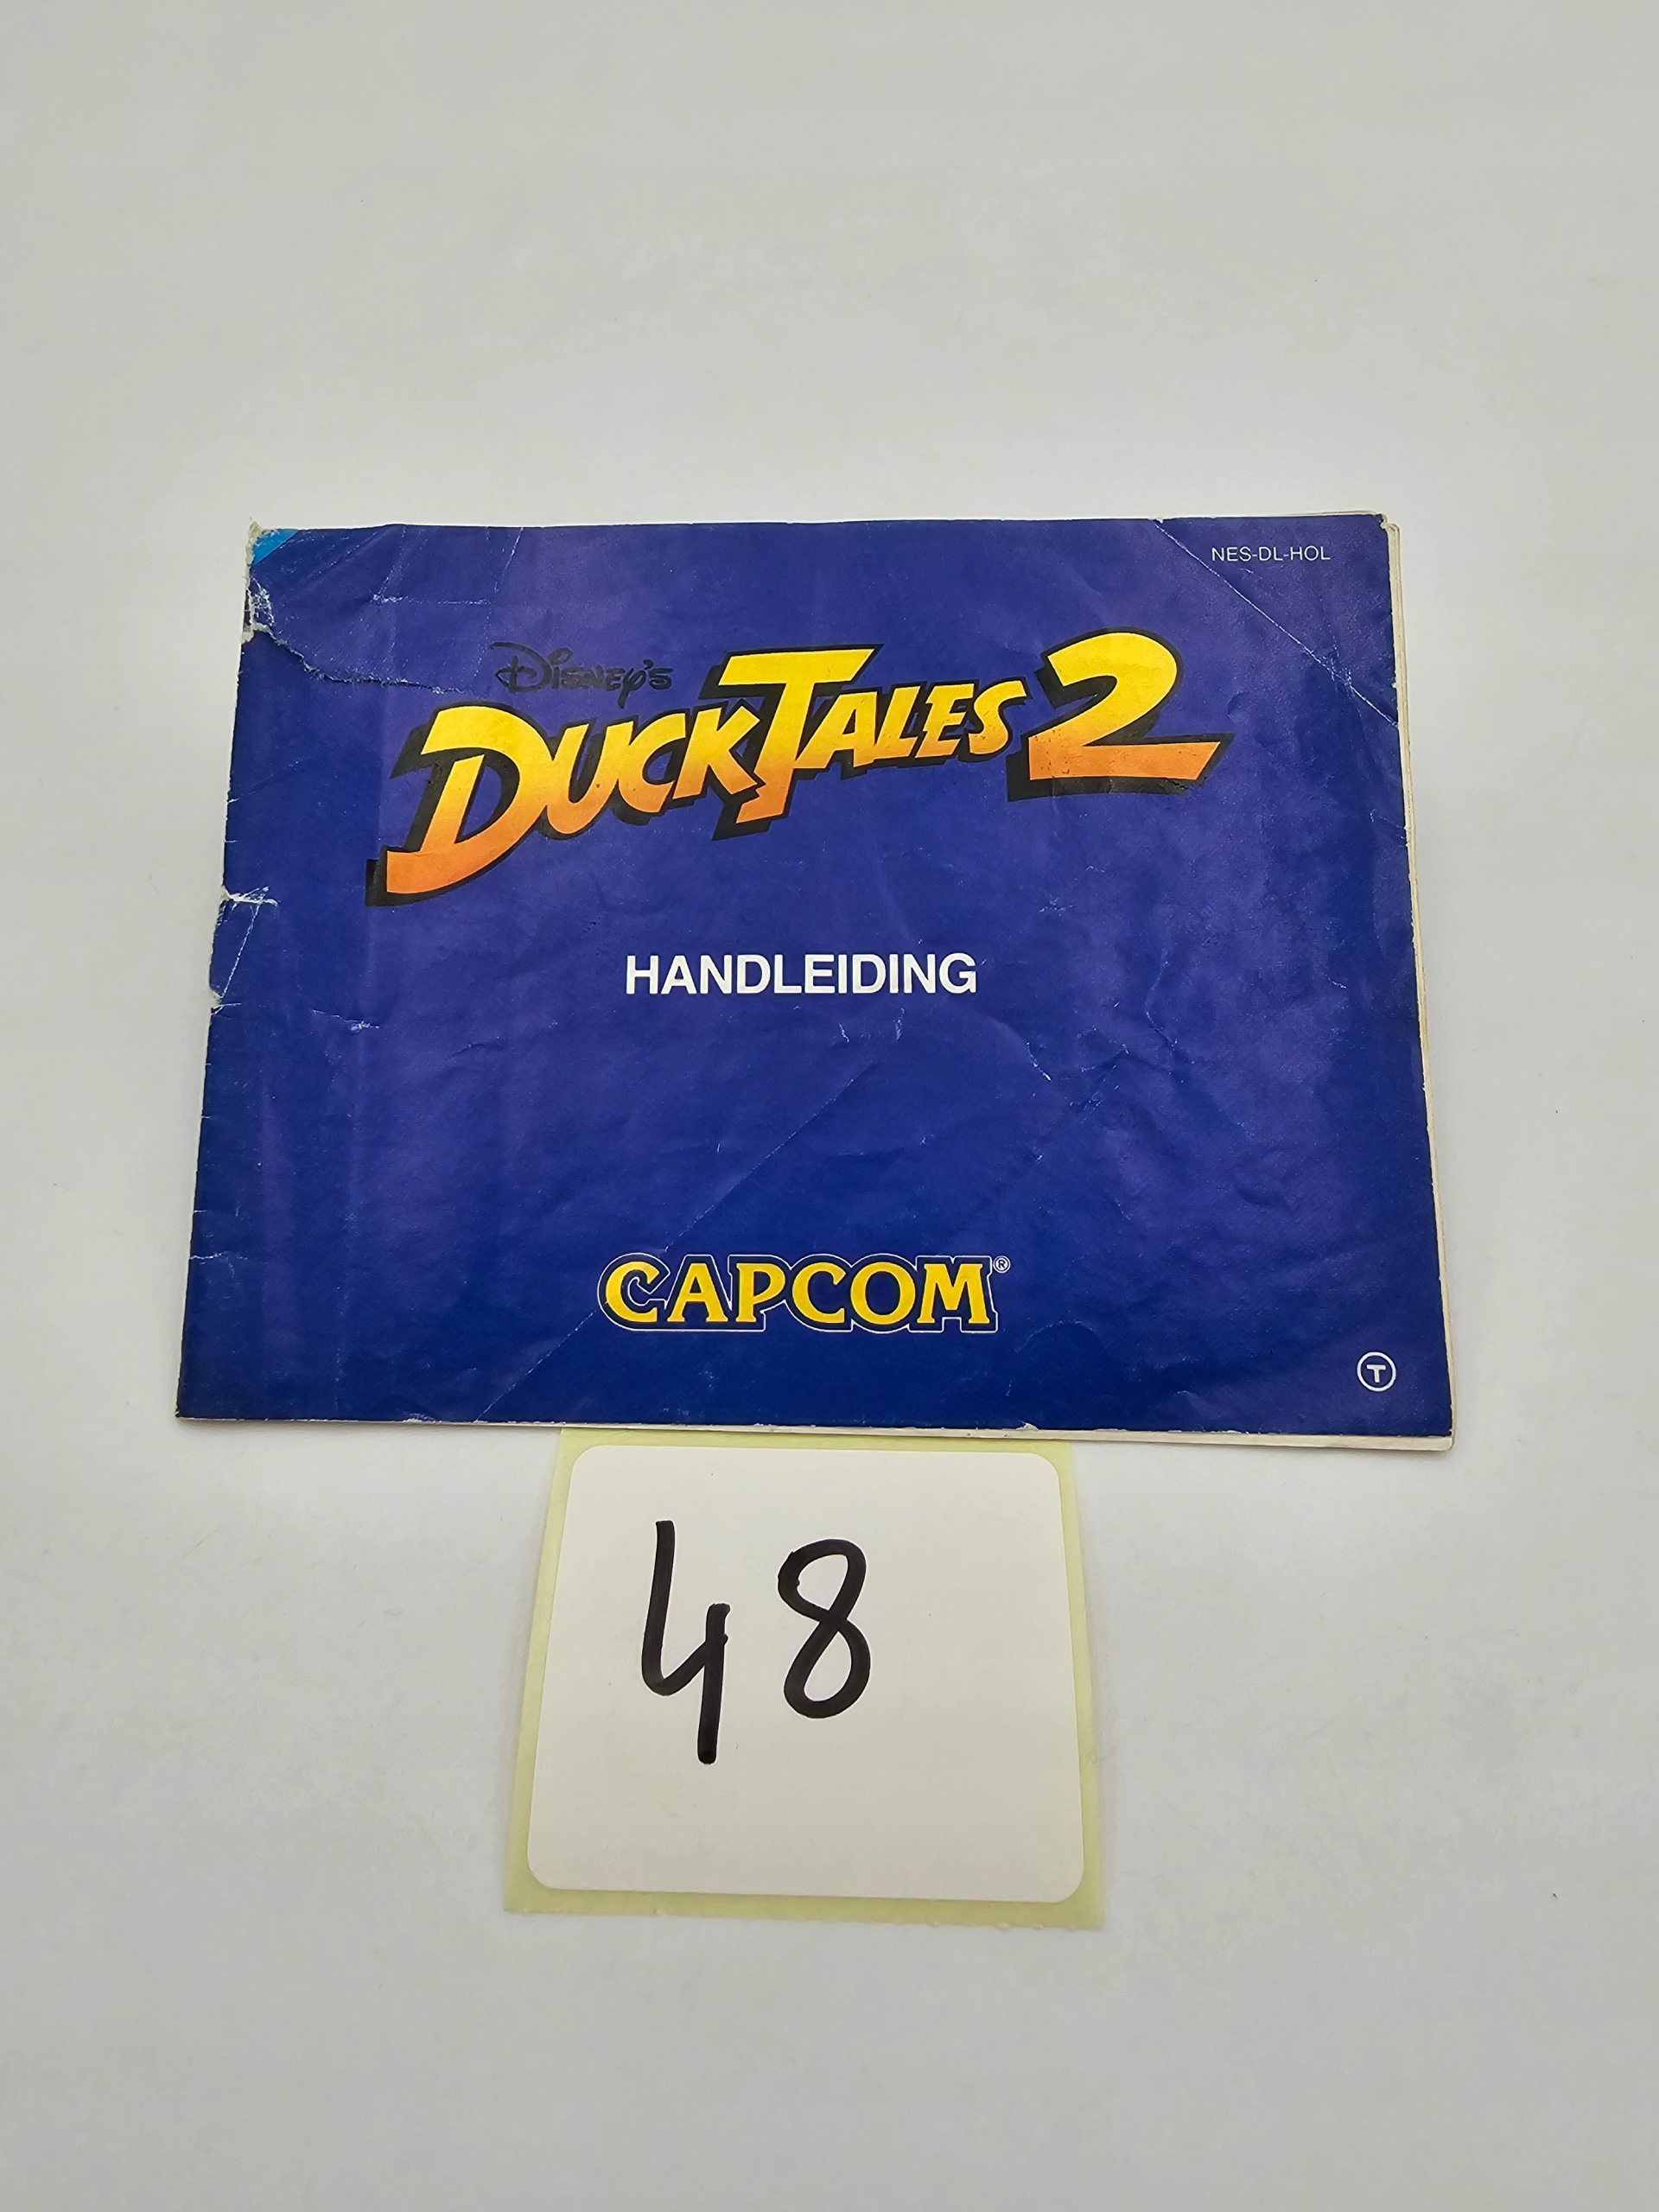 NES-DL-HOL
DISNEY'S
DUCKTALES 2
HANDLEIDING
CAPCOM®
T
48